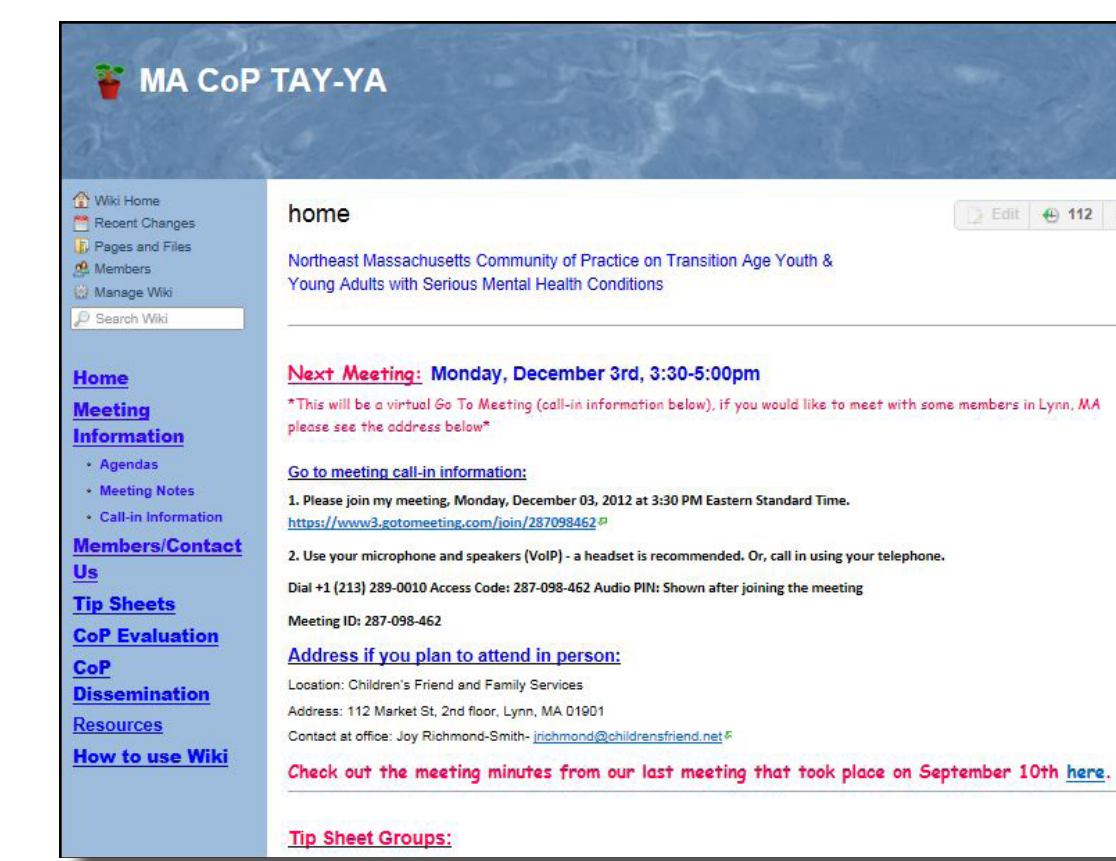 MA CoP TAY-YA
Wiki Home
Recent Changes
Pages and Files
Members
Manage Wiki
Search Wiki
Home
Meeting
Information
• Agendas
• Meeting Notes
• Call-in Information
Members/Contact
Us
Tip Sheets
CoP Evaluation
CoP
Dissemination
Resources
How to use Wiki
home
Edit 112
Northeast Massachusetts Community of Practice on Transition Age Youth &
Young Adults with Serious Mental Health Conditions
Next Meeting: Monday, December 3rd, 3:30-5:00pm
*This will be a virtual Go To Meeting (call-in information below), if you would like to meet with some members in Lynn, MA
please see the address below*
Go to meeting call-in information:
1. Please join my meeting, Monday, December 03, 2012 at 3:30 PM Eastern Standard Time.
https://www3.gotomeeting.com/join/287098462
2. Use your microphone and speakers (VoIP) - a headset is recommended. Or, call in using your telephone.
Dial +1 (213) 289-0010 Access Code: 287-098-462 Audio PIN: Shown after joining the meeting
Meeting ID: 287-098-462
Address if you plan to attend in person:
Location: Children's Friend and Family Services
Address: 112 Market St, 2nd floor, Lynn, MA 01901
Contact at office: Joy Richmond-Smith- jrichmond@childrensfriend.net
Check out the meeting minutes from our last meeting that took place on September 10th here.
Tip Sheet Groups: